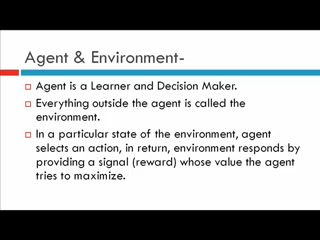 Agent & Environment-
Agent is a Learner and Decision Maker.
Everything outside the agent is called the
environment.
In a particular state of the environment, agent
selects an action, in return, environment responds by
providing a signal (reward) whose value the agent
tries to maximize.